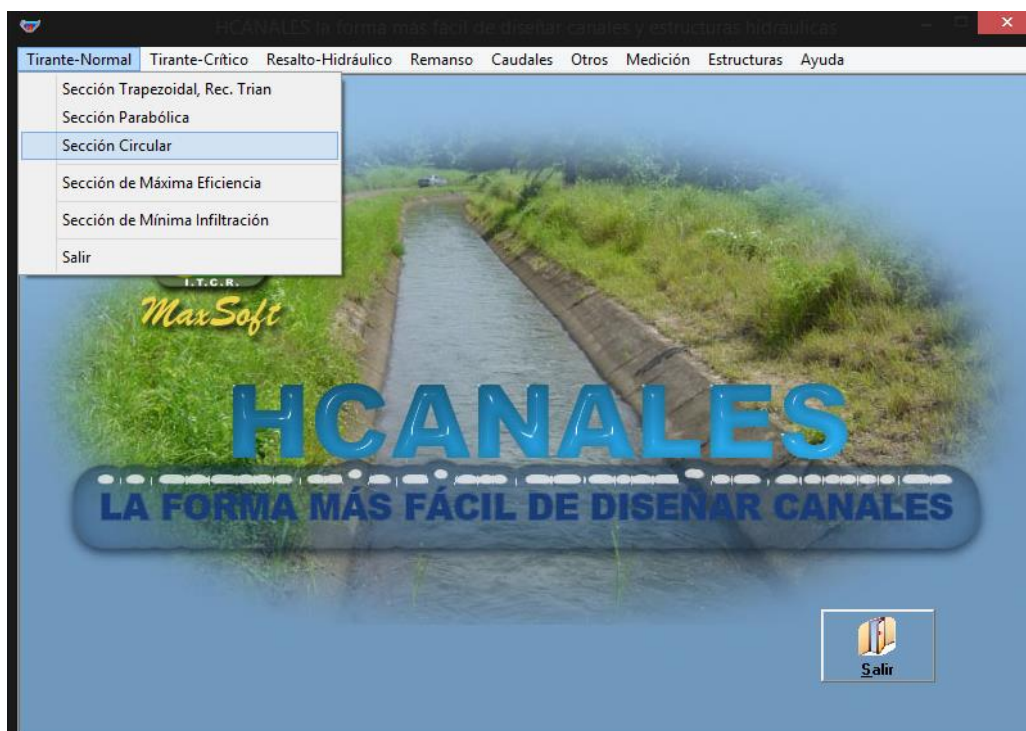 HCANALES la forma más fácil de diseñar canales y estructuras hidraulicas
Tirante-Normal Tirante-Crítico Resalto-Hidráulico Remanso Caudales Otros Medición Estructuras Ayuda
Sección Trapezoidal, Rec. Trian
Sección Parabólica
Sección Circular
Sección de Máxima Eficiencia
Sección de Mínima Infiltración
Salir
I.T.C.R.
MaxSoft
HCANALES
LA FORMA MÁS FÁCIL DE DISEÑAR CANALES
Salir